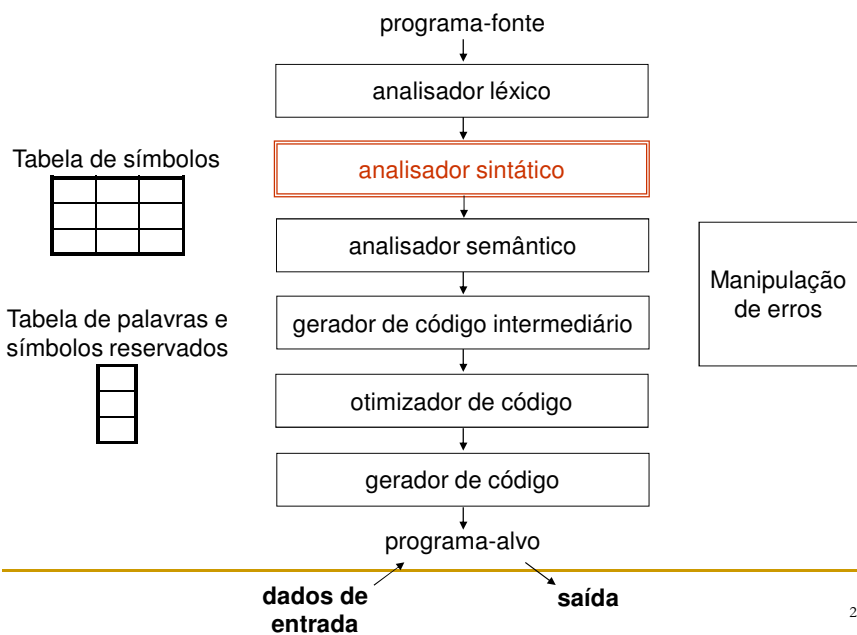 programa-fonte
analisador léxico
Tabela de símbolos
analisador sintático
analisador semântico
Manipulação
de erros
Tabela de palavras e
símbolos reservados
gerador de código intermediário
otimizador de código
gerador de código
programa-alvo
dados de
entrada
saída
2